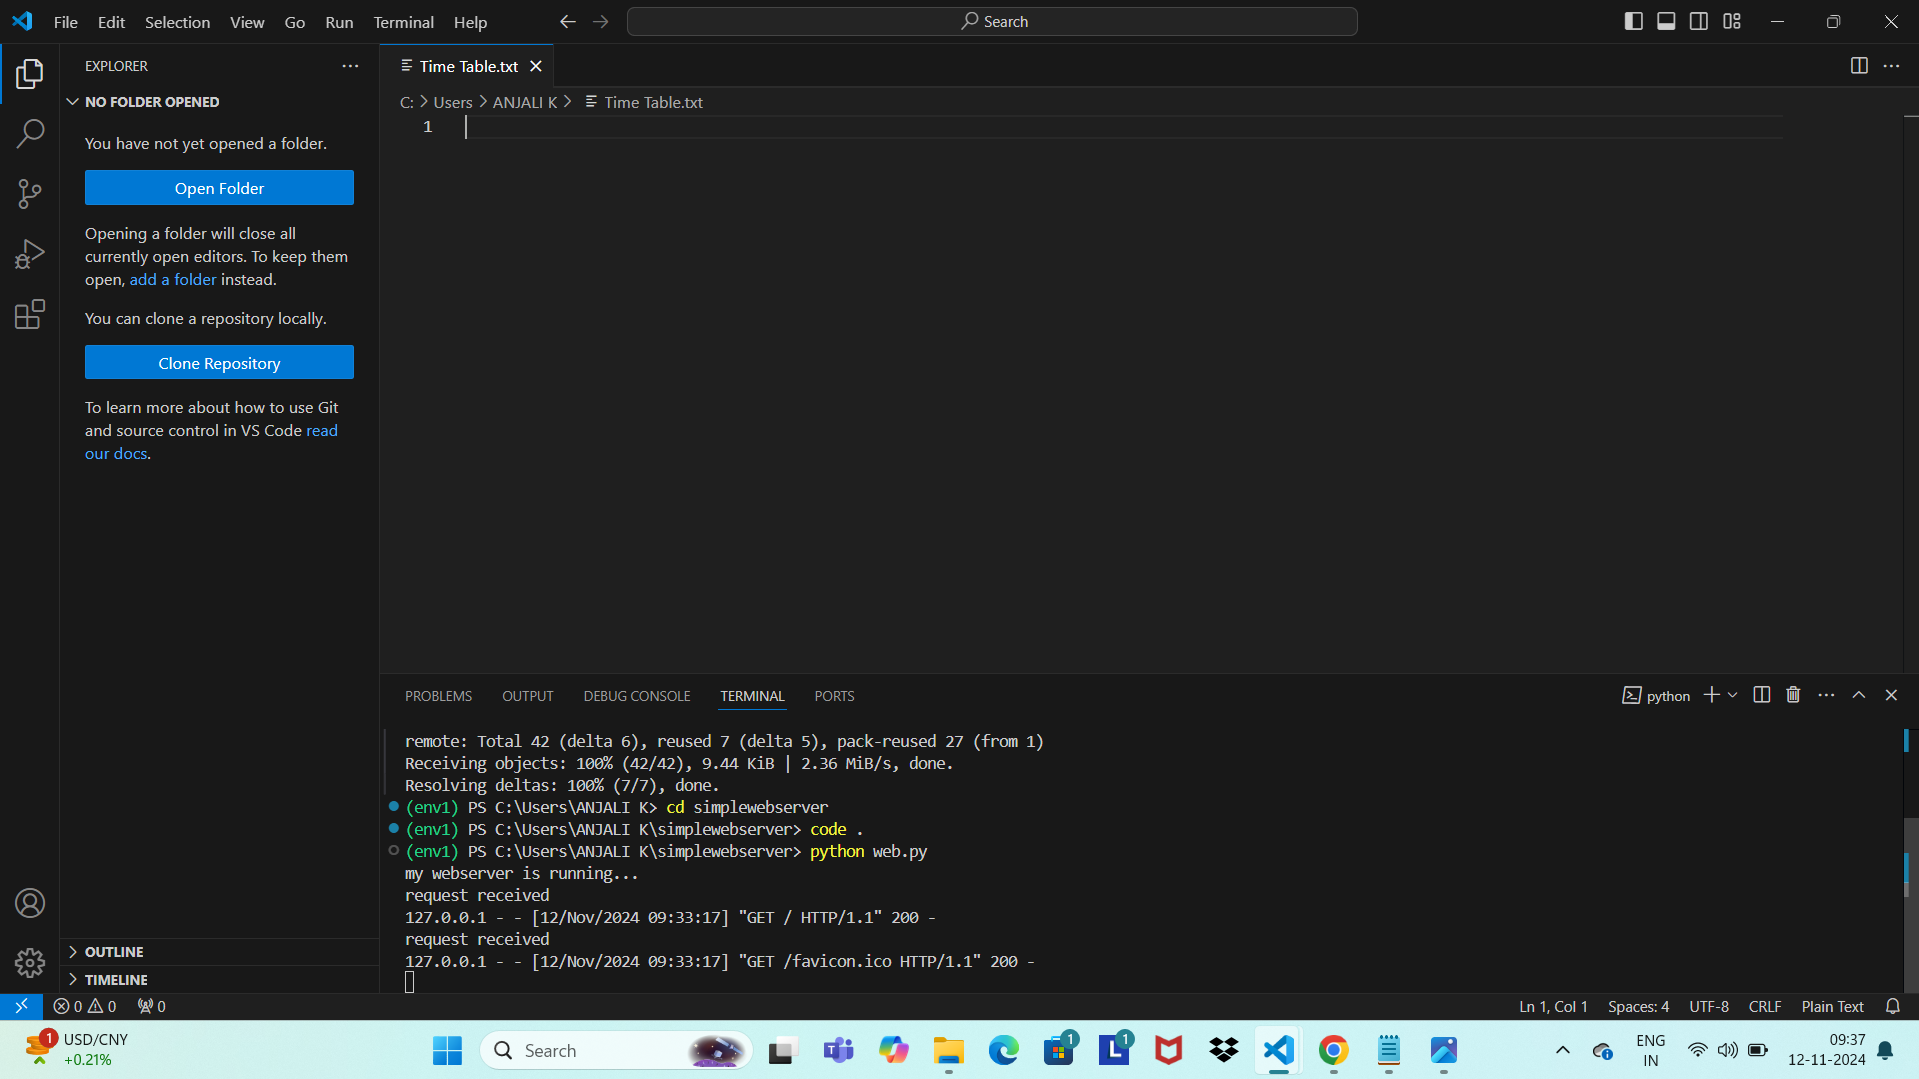 File Edit Selection View Go Run Terminal Help
Search
EXPLORER
NO FOLDER OPENED
You have not yet opened a folder.
Open Folder
Opening a folder will close all
currently open editors. To keep them
open, add a folder instead.
You can clone a repository locally.
Clone Repository
To learn more about how to use Git
and source control in VS Code read
our docs.
OUTLINE
TIMELINE
Time Table.txt
C: > Users > ANJALI K > Time Table.txt
1
PROBLEMS OUTPUT DEBUG CONSOLE TERMINAL PORTS
python
remote: Total 42 (delta 6), reused 7 (delta 5), pack-reused 27 (from 1)
Receiving objects: 100% (42/42), 9.44 KiB | 2.36 MiB/s, done.
Resolving deltas: 100% (7/7), done.
(env1) PS C:\Users\ANJALI K> cd simplewebserver
(env1) PS C:\Users\ANJALI K\simplewebserver> code .
(env1) PS C:\Users\ANJALI K\simplewebserver> python web.py
my webserver is running...
request received
127.0.0.1 - - [12/Nov/2024 09:33:17] "GET / HTTP/1.1" 200 -
request received
127.0.0.1 - - [12/Nov/2024 09:33:17] "GET /favicon.ico HTTP/1.1" 200 -
0 0 0
Ln 1, Col 1 Spaces: 4 UTF-8 CRLF Plain Text
1
USD/CNY
+0.21%
Search
1
L 1
ENG
IN
09:37
12-11-2024